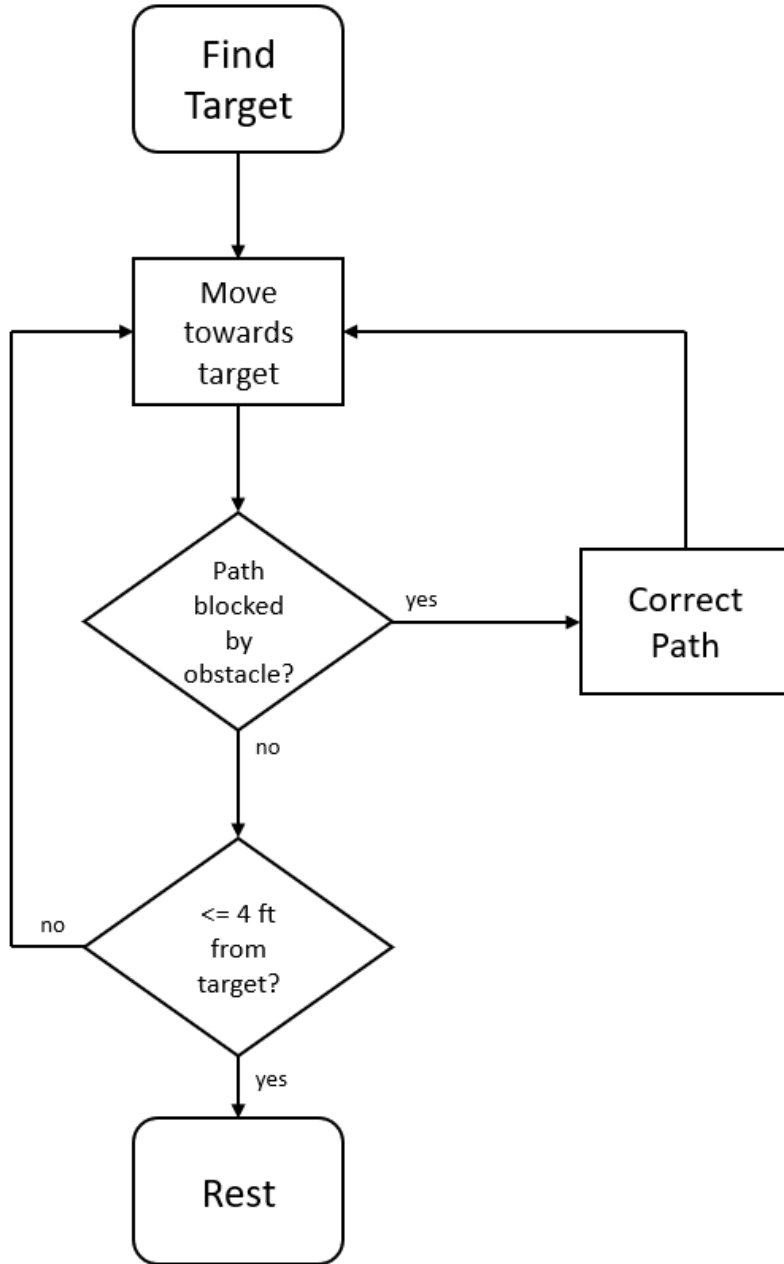 Find
Target
Move
towards
target
Path
blocked
by
obstacle?
yes
Correct
Path
no
<= 4 ft
from
target?
no
yes
Rest